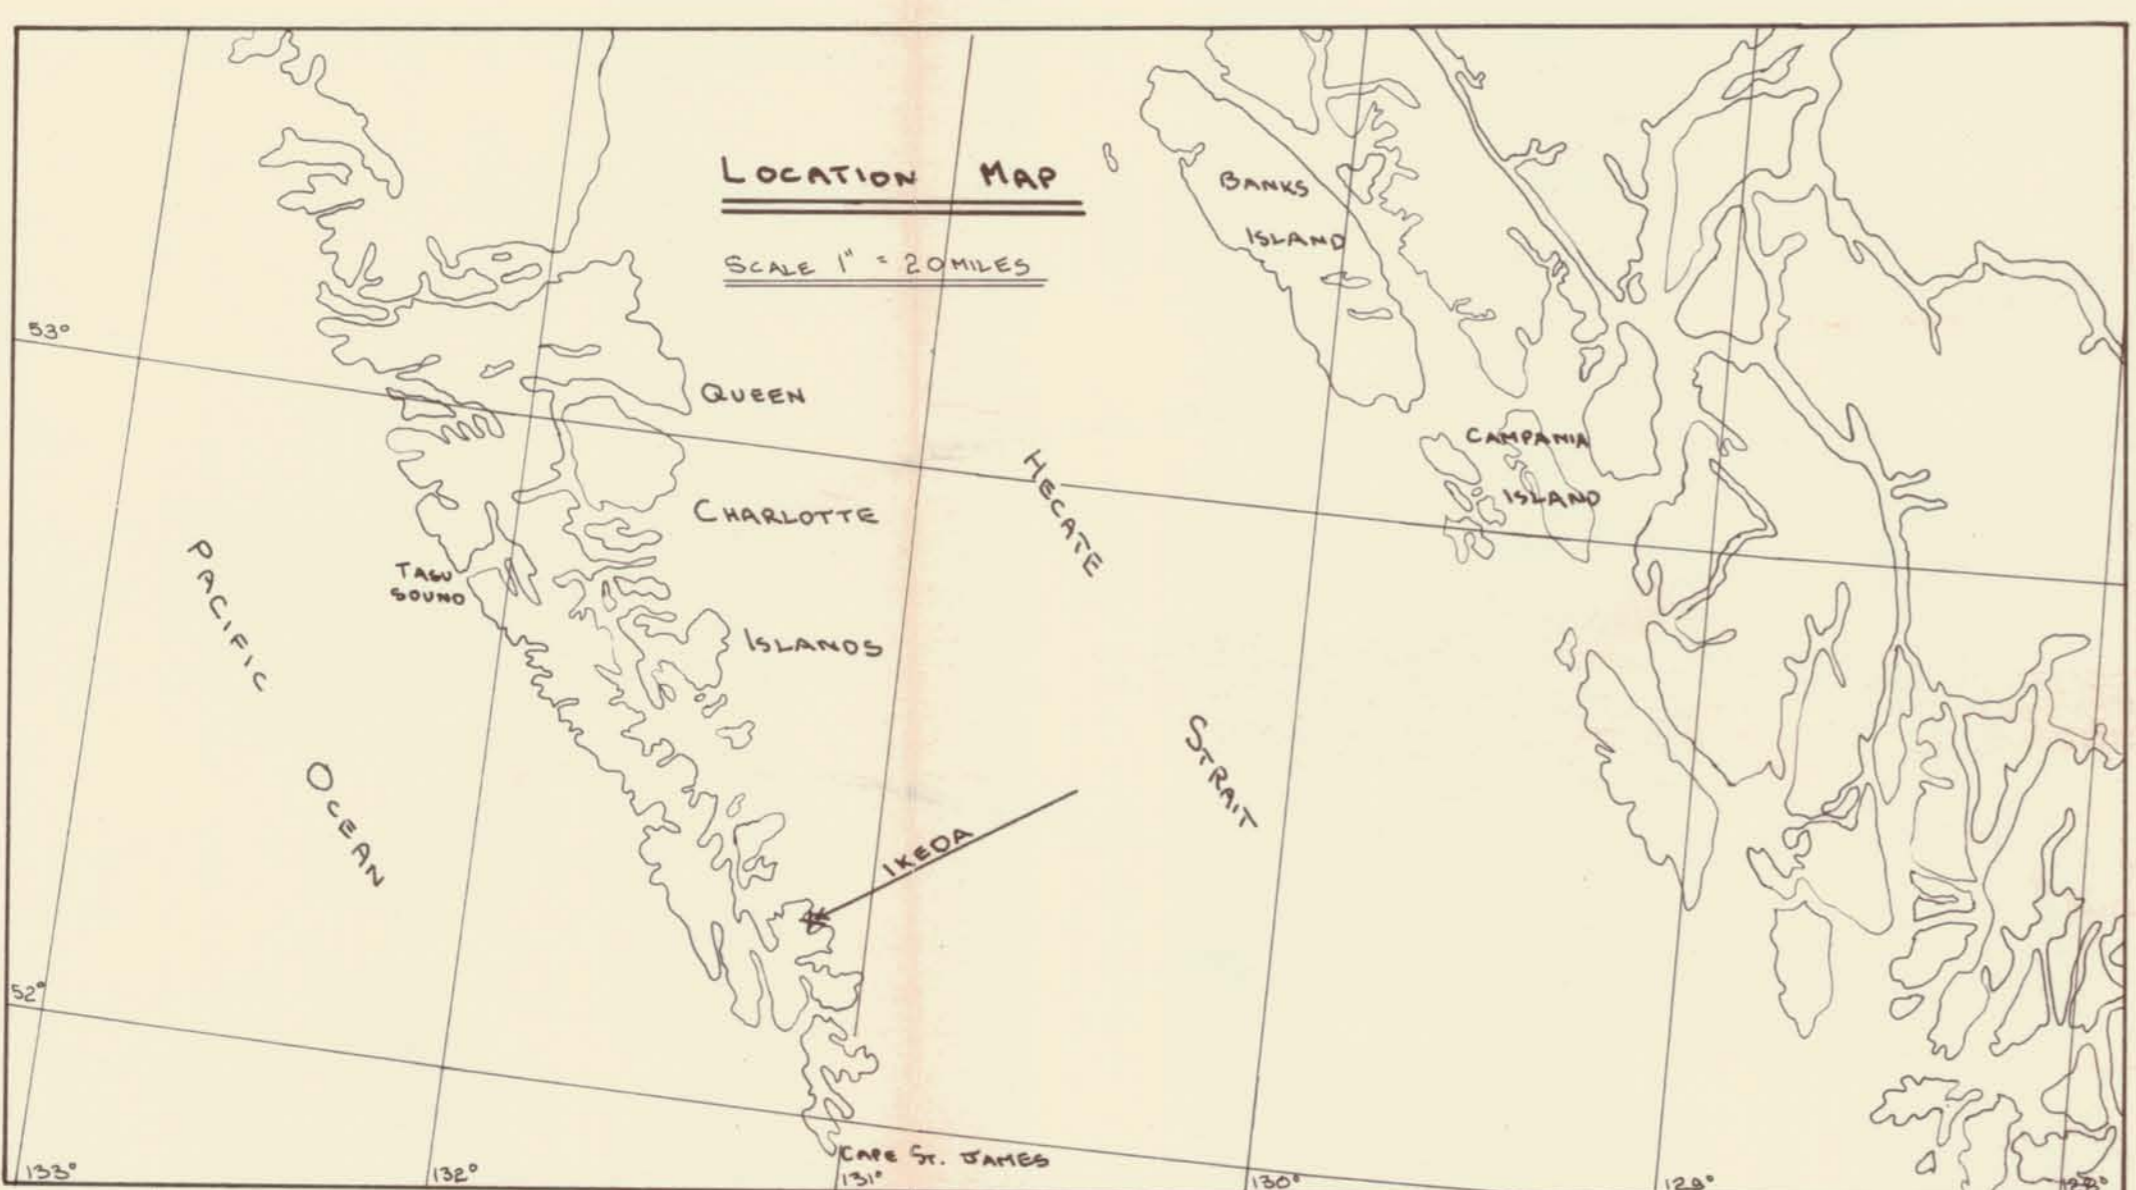 LOCATION MAP
SCALE 1" = 20 MILES
BANKS
ISLAND
53°
QUEEN
CAMPANIA
ISLAND
HECATE
CHARLOTTE
TASU
SOUND
PACIFIC
ISLANDS
STRAIT
OCEAN
IKEDA
52°
CAPE ST. JAMES
133°
132°
131°
130°
129°
128°